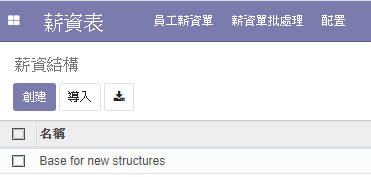 薪資表 員工薪資單 薪資單批處理 配置
薪資結構
創建 導入
名稱
Base for new structures